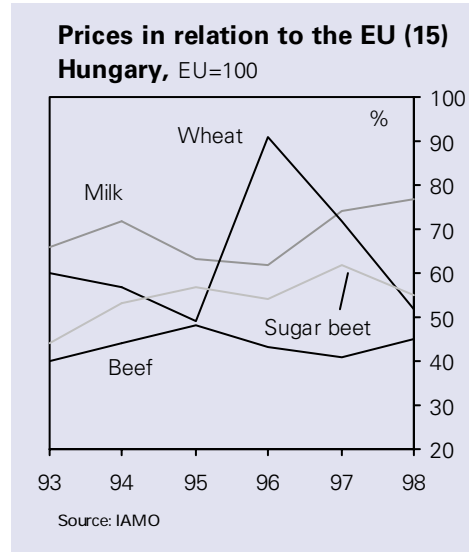 Prices in relation to the EU (15)
Hungary, EU=100
100
%
90
Wheat
80
Milk
70
60
50
Sugar beet
40
Beef
30
20
93 94 95 96 97 98
Source: IAMO